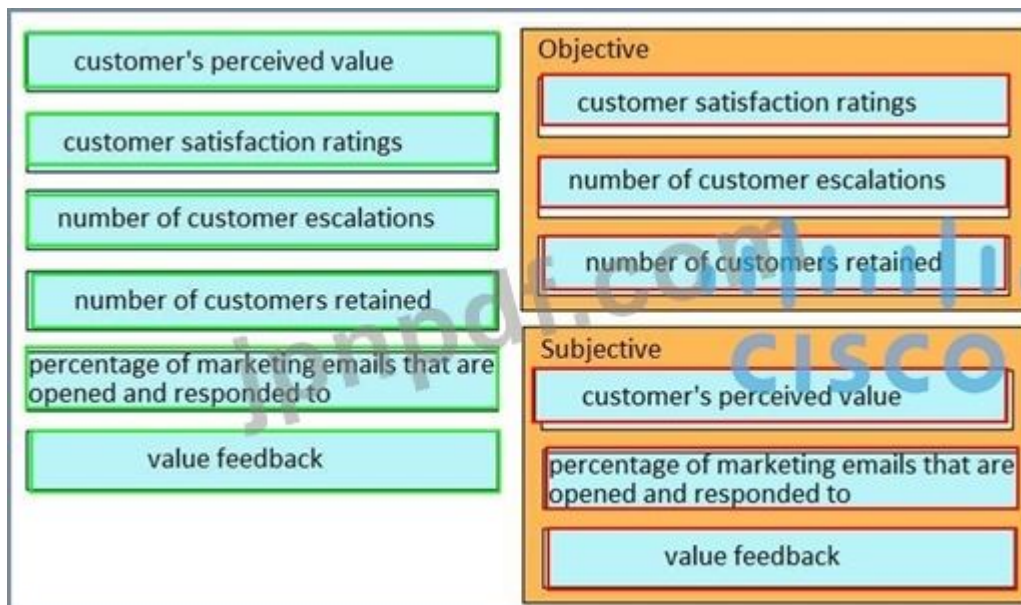 customer's perceived value
customer satisfaction ratings
number of customer escalations
number of customers retained
percentage of marketing emails that are
opened and responded to
value feedback
Objective
customer satisfaction ratings
number of customer escalations
number of customers retained
Subjective
customer's perceived value
percentage of marketing emails that are
opened and responded to
value feedback
jpnpdf.com
CISCO